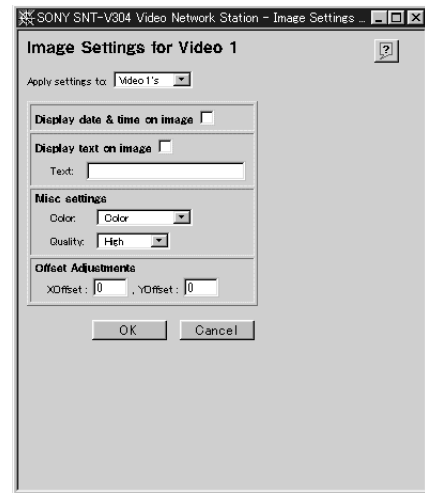 SONY SNT-V304 Video Network Station - Image Settings ...
Image Settings for Video 1
?
Apply settings to: Video 1's
Display date & time on image
Display text on image
Text:
Misc settings
Color: Color
Quality: High
Offset Adjustments
XOffset: 0 , YOffset: 0
OK Cancel